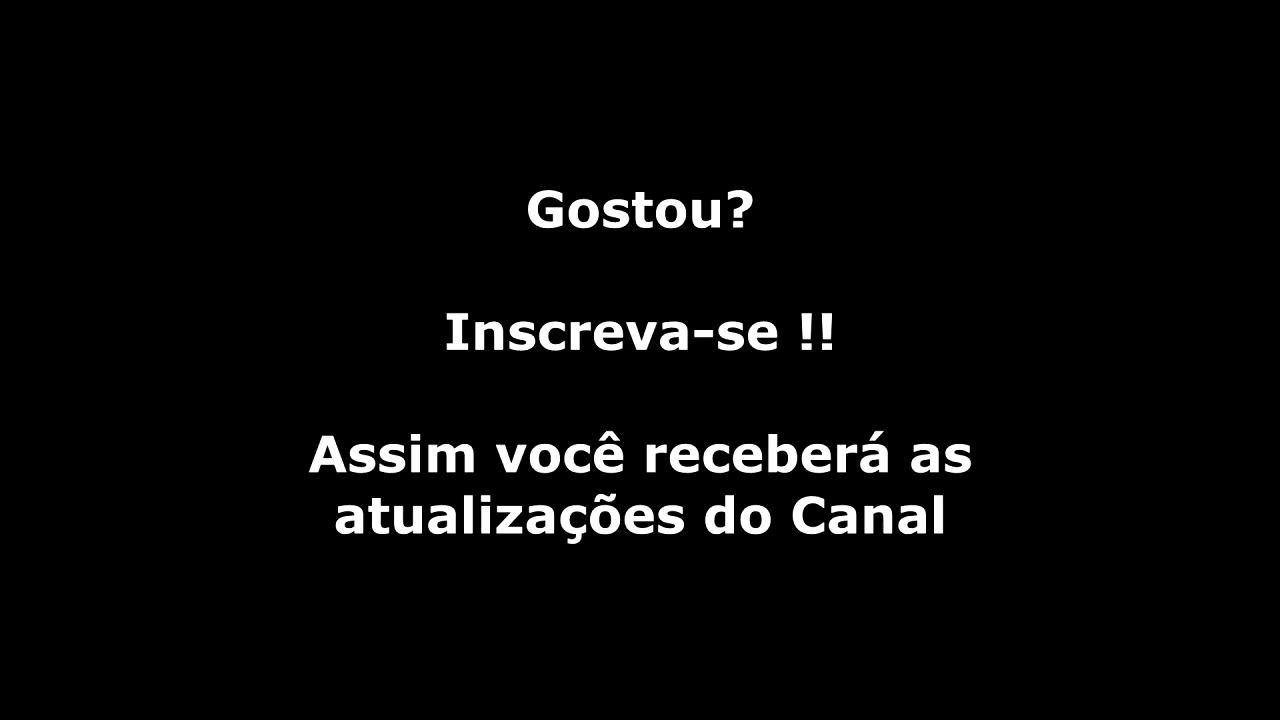 Gostou?
Inscreva-se !!
Assim você receberá as
atualizações do Canal